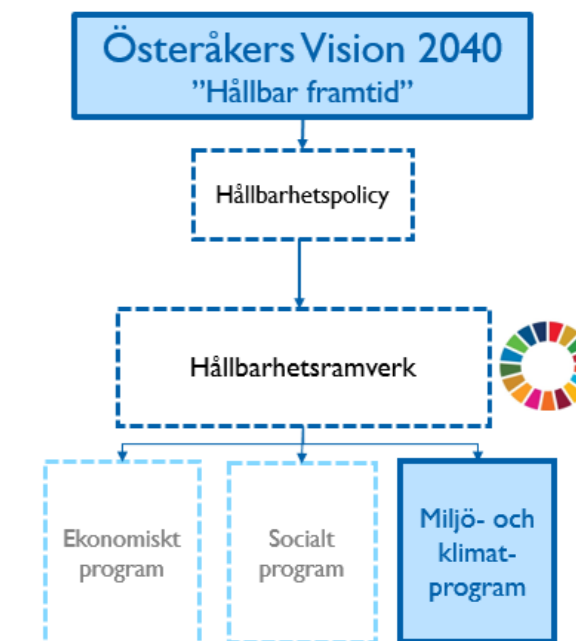 Österåkers Vision 2040
”Hållbar framtid”
Hållbarhetspolicy
Hållbarhetsramverk
Ekonomiskt
program
Socialt
program
Miljö- och
klimat-
program